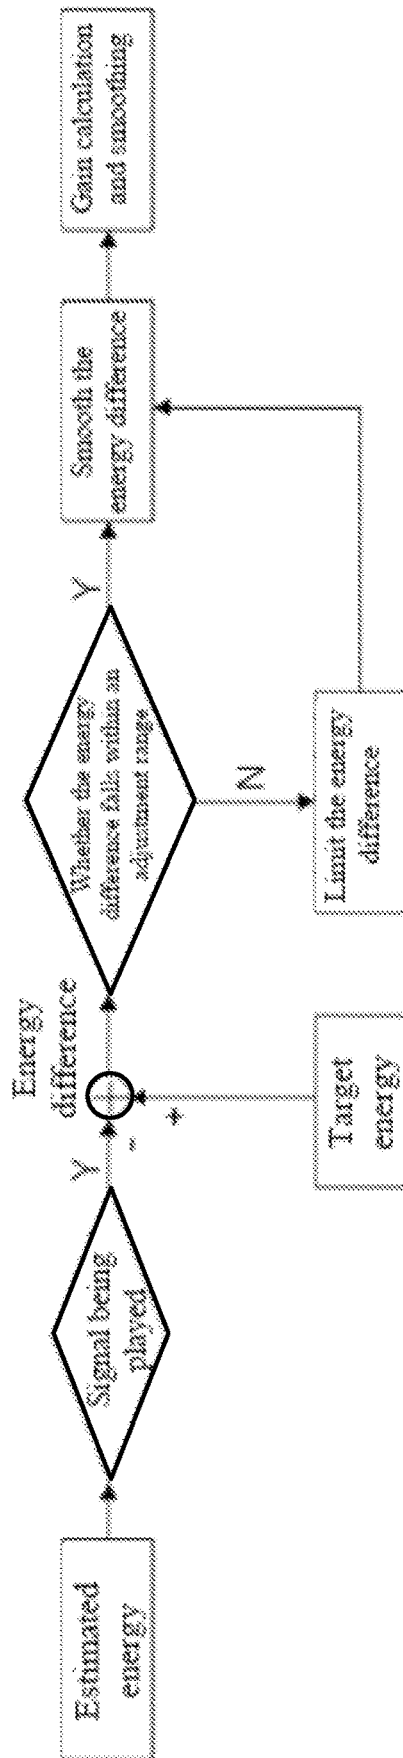 Estimated
energy
Signal being
played
Y
-
+
Energy
difference
Target
energy
Whether the energy
difference falls within an
adjustment range
Y
N
Limit the energy
difference
Smooth the
energy difference
Gain calculation
and smoothing